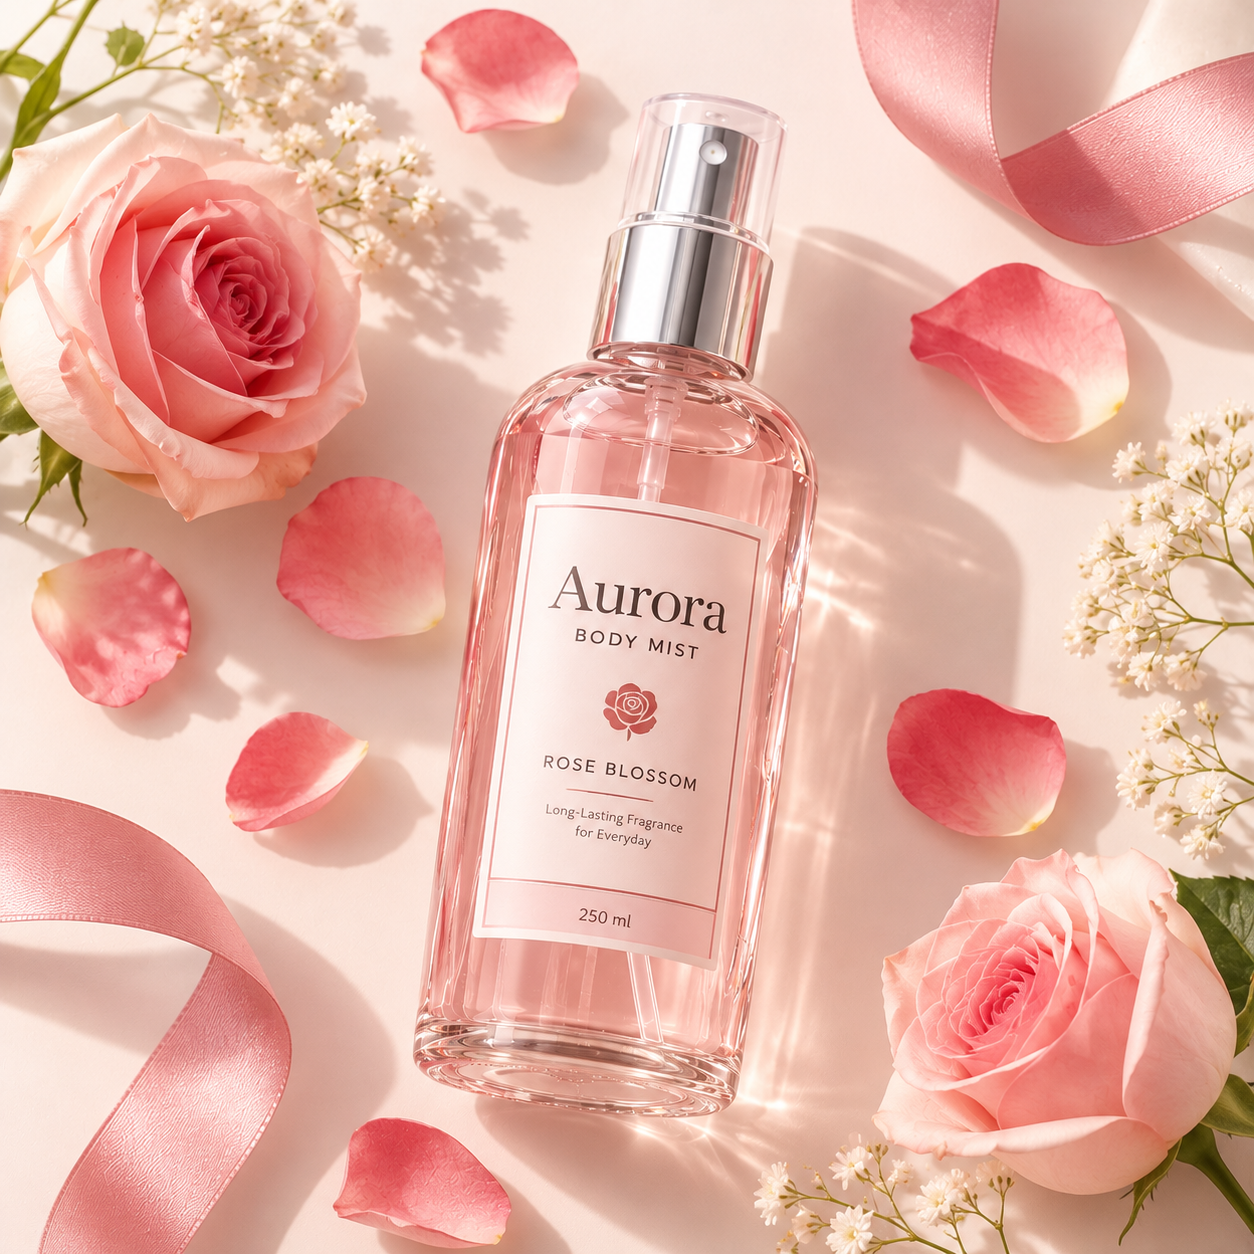 Aurora
BODY MIST
ROSE BLOSSOM
Long-Lasting Fragrance
for Everyday
250 ml